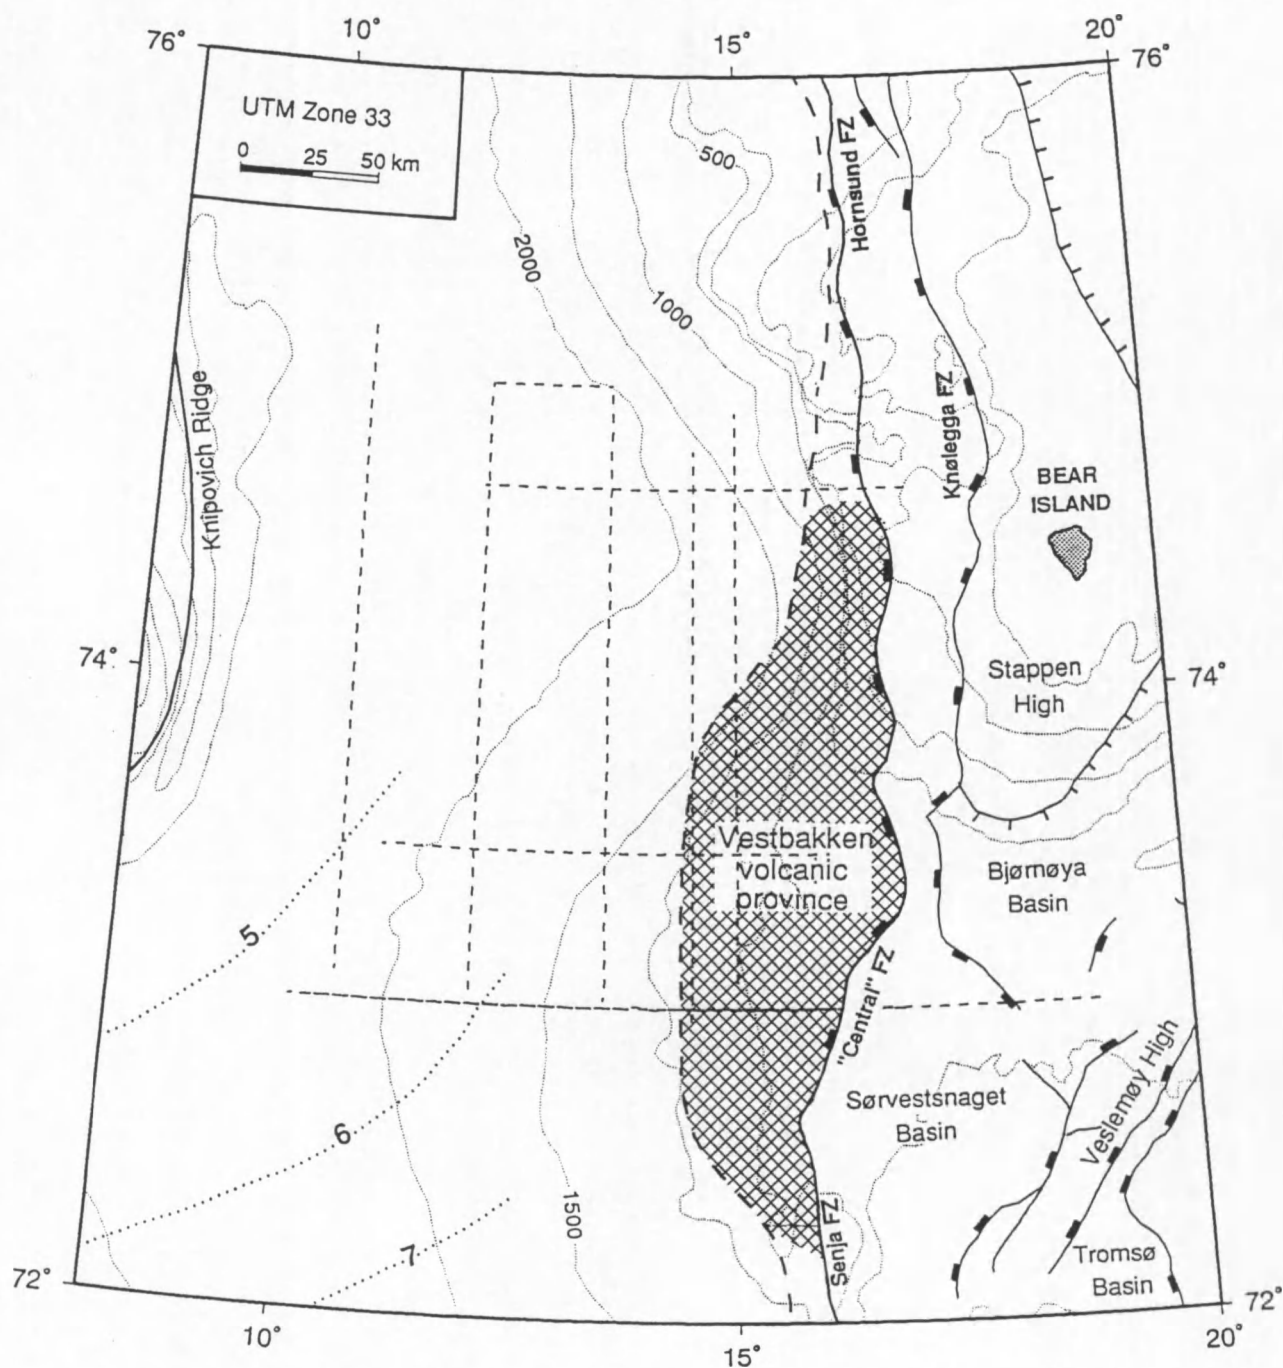 10°
15°
20°
76°
76°
UTM Zone 33
0 25 50 km
500
2000
1000
Hornsund FZ
Knølegga FZ
Knipovich Ridge
BEAR
ISLAND
74°
74°
Stappen
High
Vestbakken
volcanic
province
Bjørnøya
Basin
5
"Central" FZ
6
Sørvestsnaget
Basin
Veslemøy High
7
1500
Senja FZ
Tromsø
Basin
72°
72°
10°
15°
20°